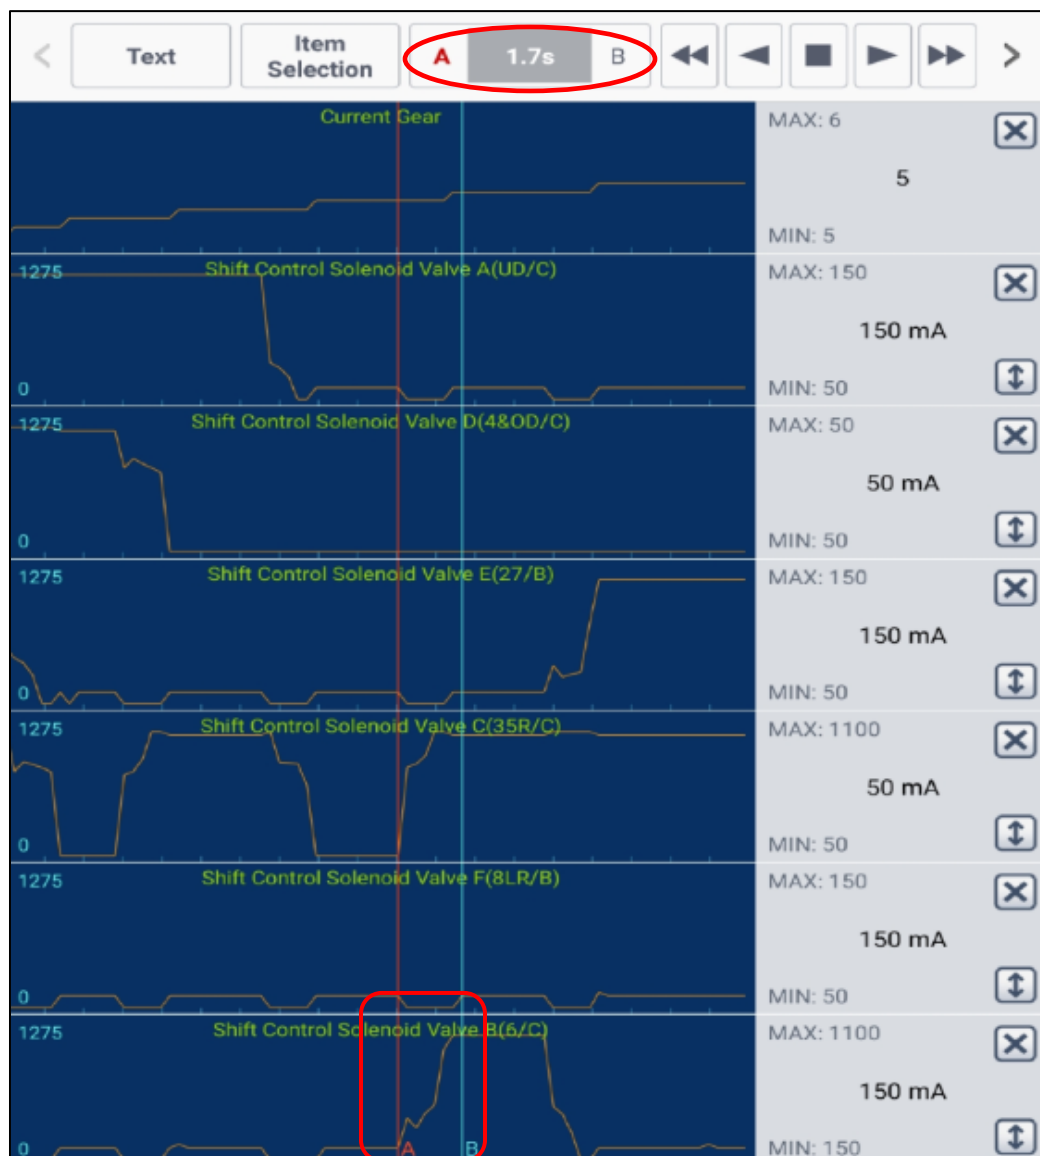 Text
Item
Selection
A 1.7s B
Current Gear
MAX: 6
5
MIN: 5
1275 Shift Control Solenoid Valve A(UD/C)
MAX: 150
150 mA
0
MIN: 50
1275 Shift Control Solenoid Valve D(4&OD/C)
MAX: 50
50 mA
0
MIN: 50
1275 Shift Control Solenoid Valve E(27/B)
MAX: 150
150 mA
0
MIN: 50
1275 Shift Control Solenoid Valve C(35R/C)
MAX: 1100
50 mA
0
MIN: 50
1275 Shift Control Solenoid Valve F(8LR/B)
MAX: 150
150 mA
0
MIN: 50
1275 Shift Control Solenoid Valve B(6/C)
MAX: 1100
150 mA
0 A B
MIN: 150